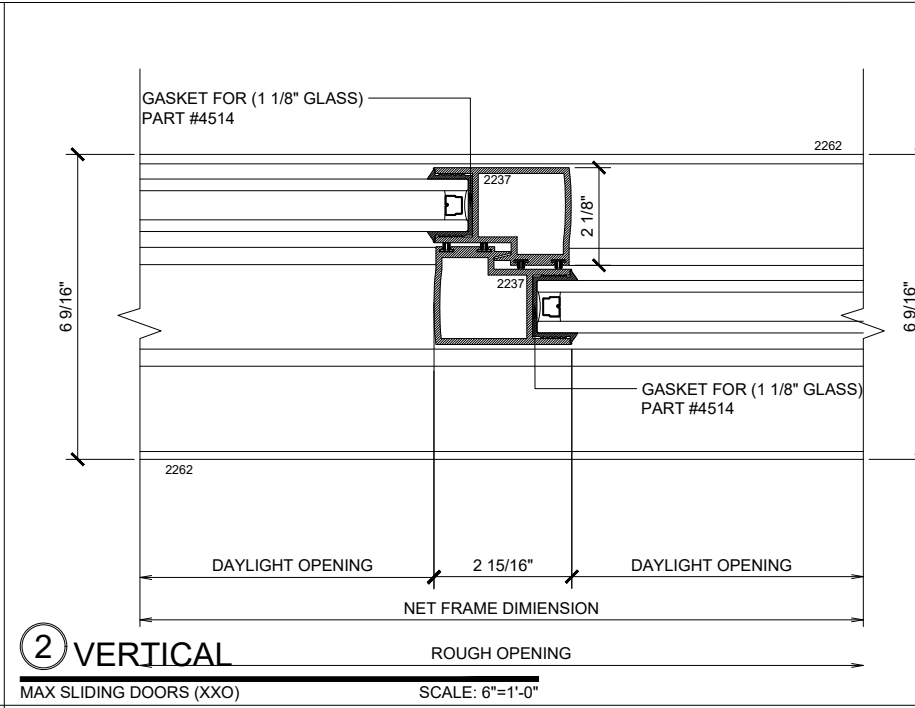 GASKET FOR (1 1/8" GLASS)
PART #4514
2262
2237
2 1/8"
6 9/16"
2237
6 9/16"
GASKET FOR (1 1/8" GLASS)
PART #4514
2262
DAYLIGHT OPENING
2 15/16"
DAYLIGHT OPENING
NET FRAME DIMIENSION
ROUGH OPENING
2 VERTICAL
MAX SLIDING DOORS (XXO)
SCALE: 6"=1'-0"